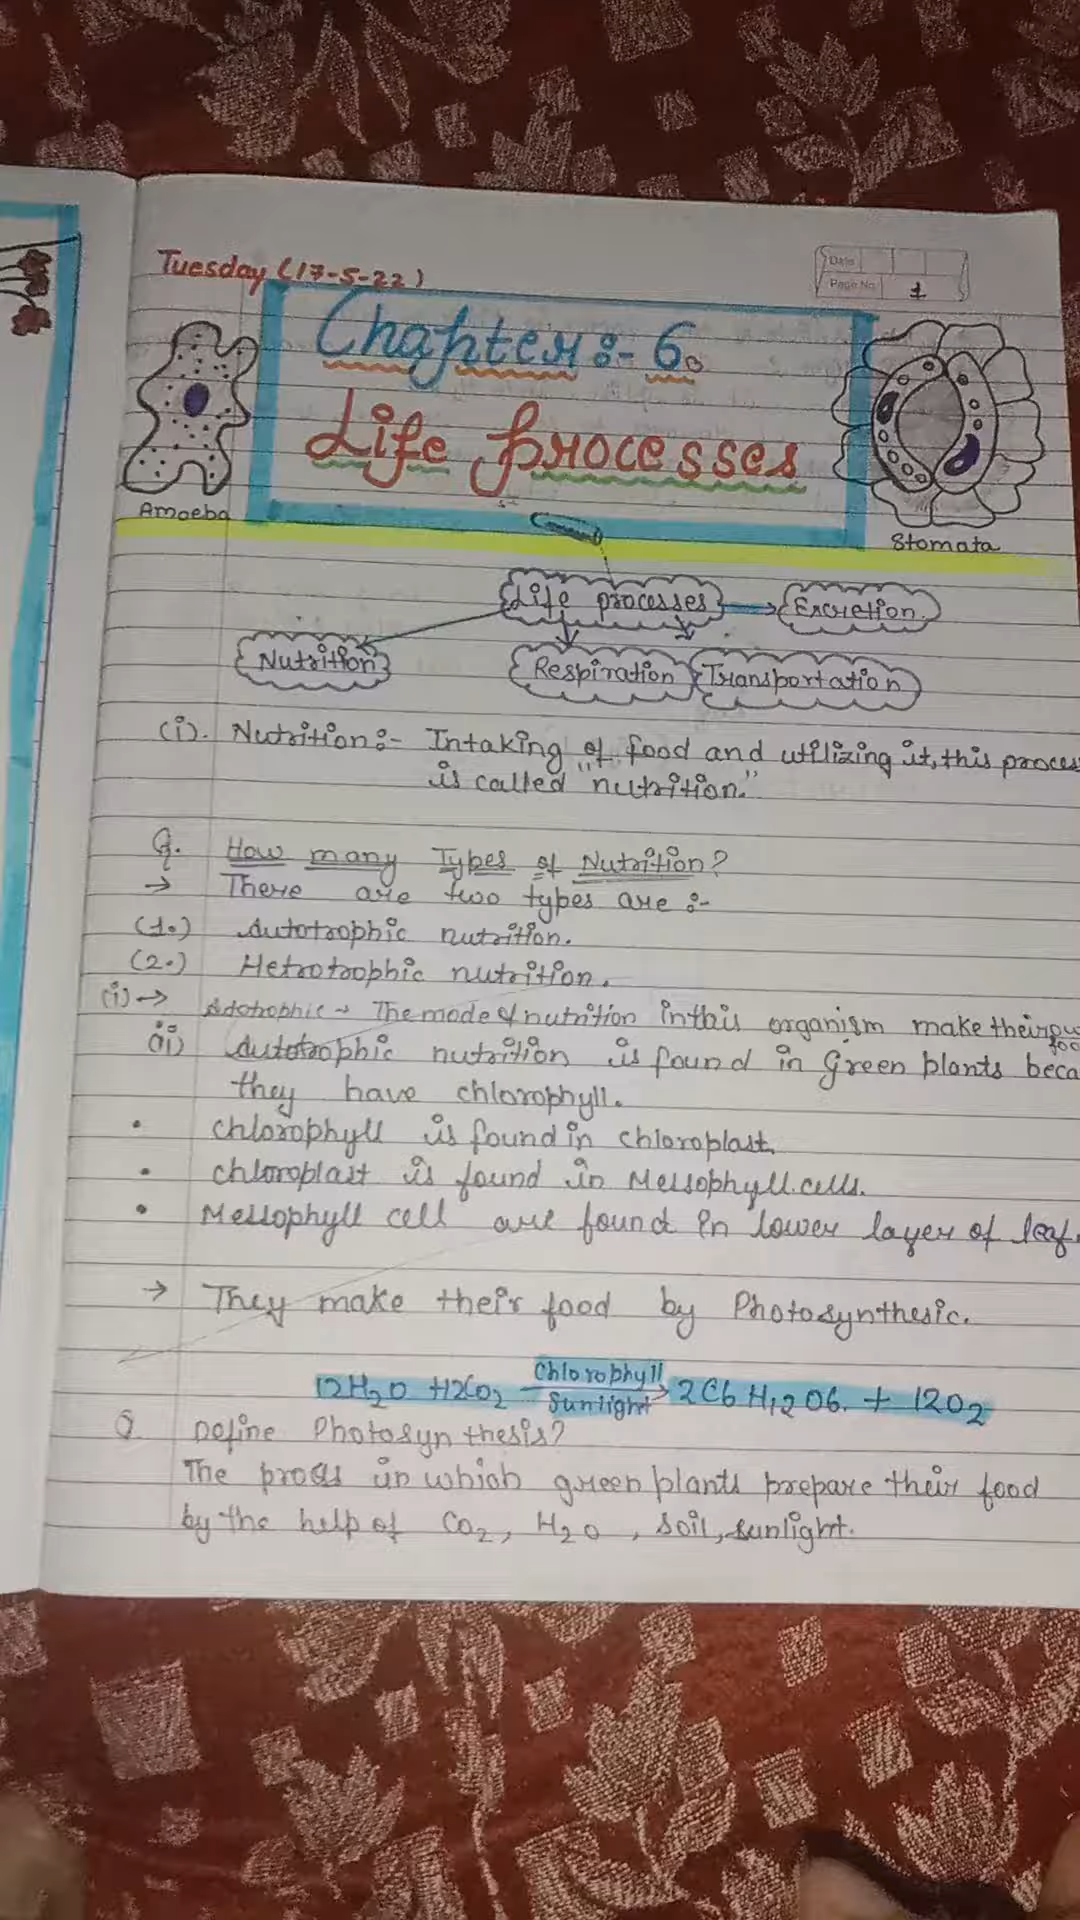 Tuesday (17-5-22)
Date
Page No. 1
Chapter :- 6.
Life Processes
Amoeba
Stomata
Life processes
Excretion.
Nutrition
Respiration
Transportation
(i). Nutrition:- Intaking of food and utilizing it, this proces
is called "nutrition."
Q. How many Types of Nutrition?
→ There are two types are :-
(1.) Autotrophic nutrition.
(2.) Hetrotrophic nutrition.
(i) → Autotrophic → The mode of nutrition in this organism make their
(ii) Autotrophic nutrition is found in Green plants beca
they have chlorophyll.
• chlorophyll is found in chloroplast.
• chloroplast is found in Messophyll cells.
• Messophyll cell are found in lower layer of leaf.
→ They make their food by Photosynthesic.
Chlorophyll
12H2O + 12CO2 → 2C6H12O6. + 12O2
Sunlight
Q. Define Photosynthesis?
The process in which green plants prepare their food
by the help of CO2, H2O, soil, sunlight.